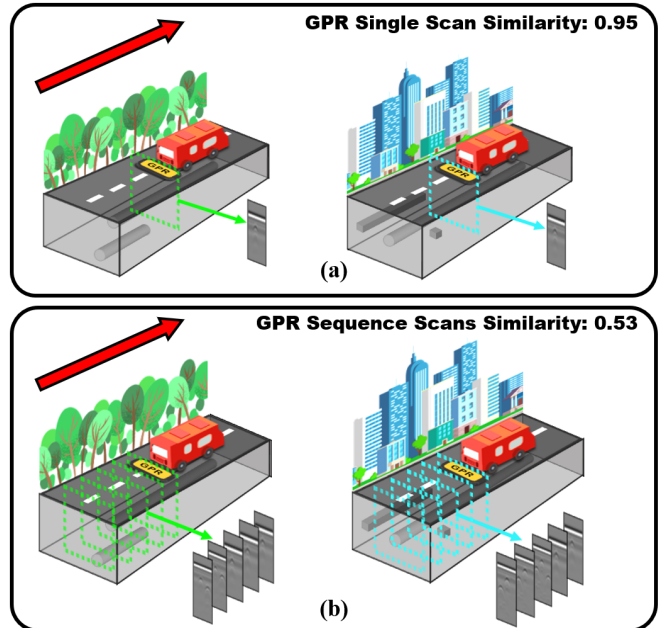 GPR Single Scan Similarity: 0.95
GPR
GPR
(a)
GPR Sequence Scans Similarity: 0.53
GPR
GPR
(b)